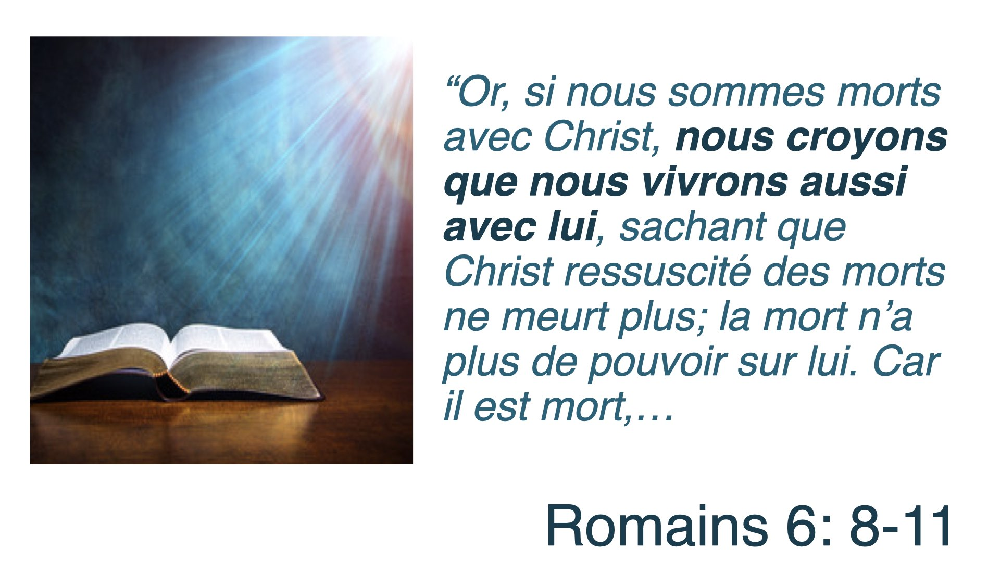 “Or, si nous sommes morts
avec Christ, nous croyons
que nous vivrons aussi
avec lui, sachant que
Christ ressuscité des morts
ne meurt plus; la mort n’a
plus de pouvoir sur lui. Car
il est mort,…
Romains 6: 8-11